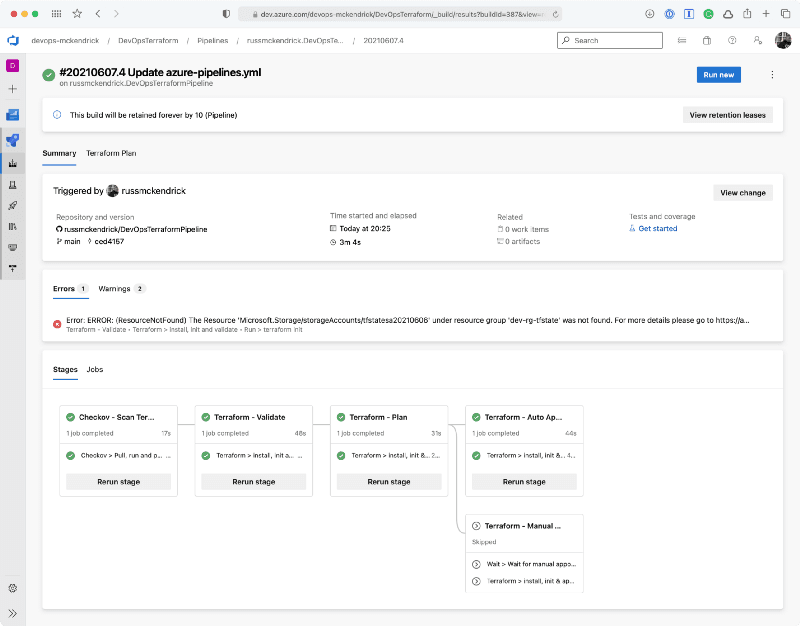 dev.azure.com/devops-mckendrick/DevOpsTerraform/_build/results?buildId=387&view=
devops-mckendrick / DevOpsTerraform / Pipelines / russmckendrick.DevOpsTe... / 20210607.4
Search
D
#20210607.4 Update azure-pipelines.yml
on russmckendrick.DevOpsTerraformPipeline
Run new
This build will be retained forever by 10 (Pipeline)
View retention leases
Summary Terraform Plan
Triggered by russmckendrick
View change
Repository and version
russmckendrick/DevOpsTerraformPipeline
main ced4157
Time started and elapsed
Today at 20:25
3m 4s
Related
0 work items
0 artifacts
Tests and coverage
Get started
Errors 1 Warnings 2
Error: ERROR: (ResourceNotFound) The Resource 'Microsoft.Storage/storageAccounts/tfstatesa20210606' under resource group 'dev-rg-tfstate' was not found. For more details please go to https://a...
Terraform - Validate • Terraform > Install, init and validate • Run > terraform init
Stages Jobs
Checkov - Scan Ter...
1 job completed 17s
Checkov > Pull, run and p... ...
Rerun stage
Terraform - Validate
1 job completed 48s
Terraform > install, init a... ...
Rerun stage
Terraform - Plan
1 job completed 31s
Terraform > install, init &... 2...
Rerun stage
Terraform - Auto Ap...
1 job completed 44s
Terraform > install, init &... 4...
Rerun stage
Terraform - Manual ...
Skipped
Wait > Wait for manual appo...
Terraform > install, init & ap...